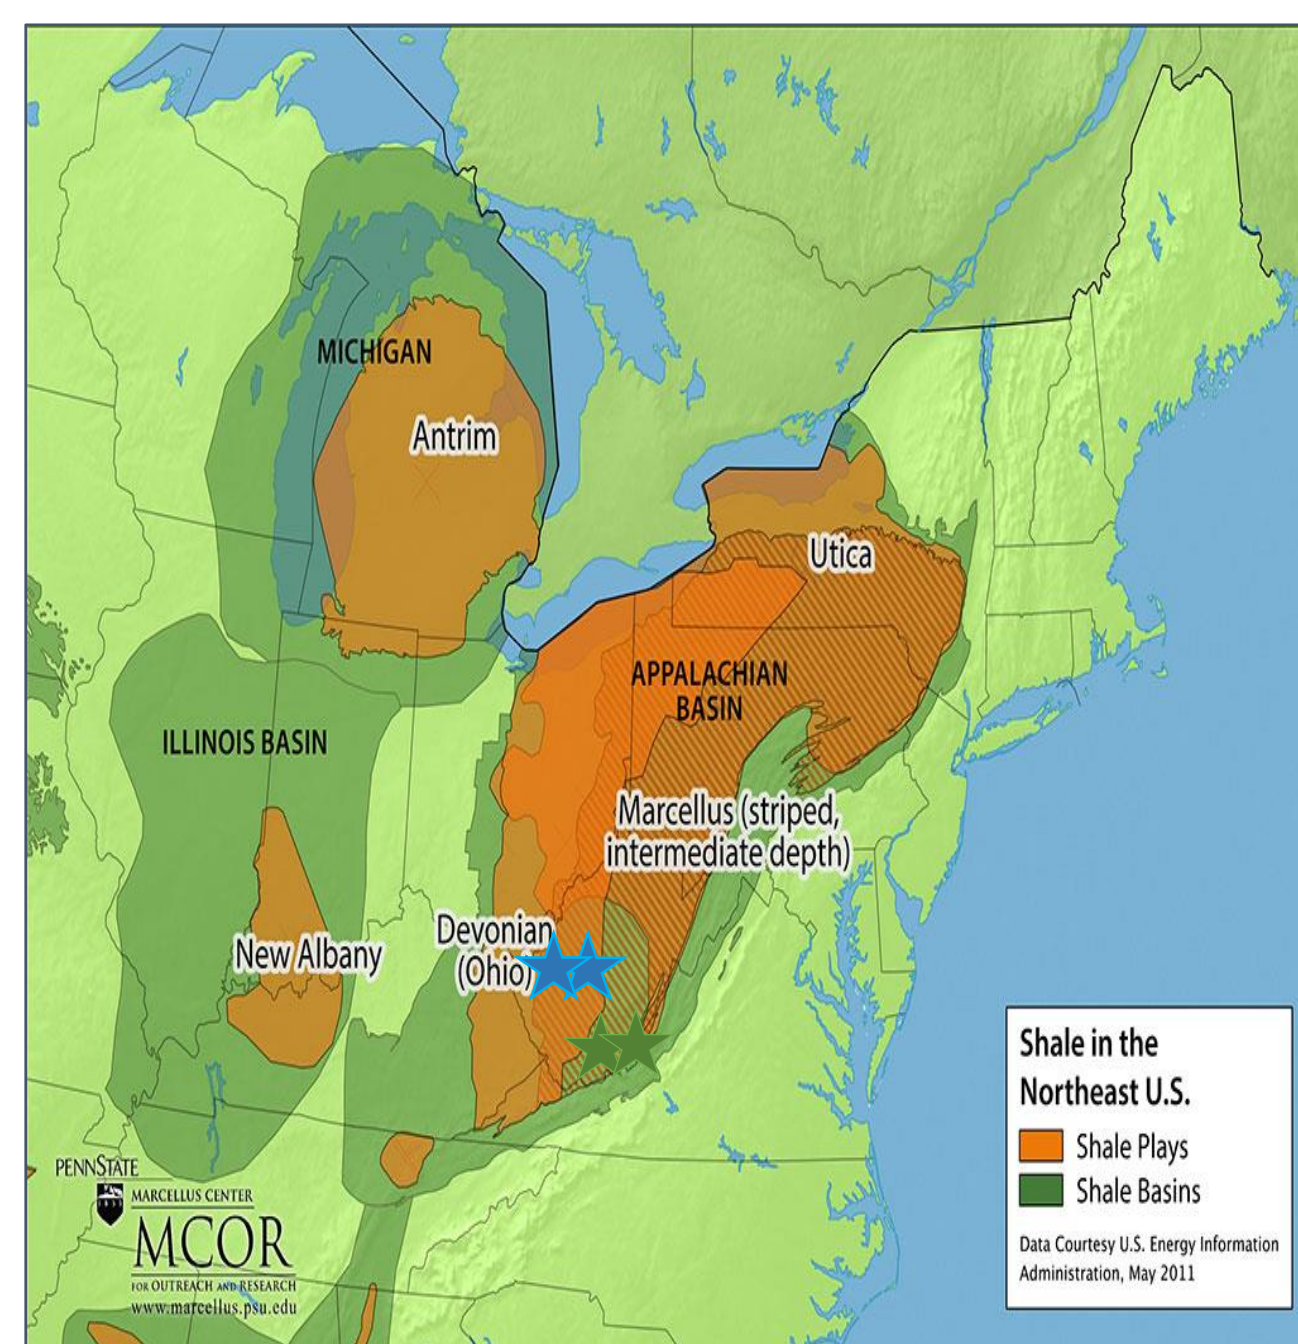 MICHIGAN
Antrim
Utica
APPALACHIAN
BASIN
ILLINOIS BASIN
Marcellus (striped,
intermediate depth)
Devonian
(Ohio)
New Albany
Shale in the
Northeast U.S.
Shale Plays
Shale Basins
Data Courtesy U.S. Energy Information
Administration, May 2011
PENNSTATE
MARCELLUS CENTER
MCOR
FOR OUTREACH AND RESEARCH
www.marcellus.psu.edu